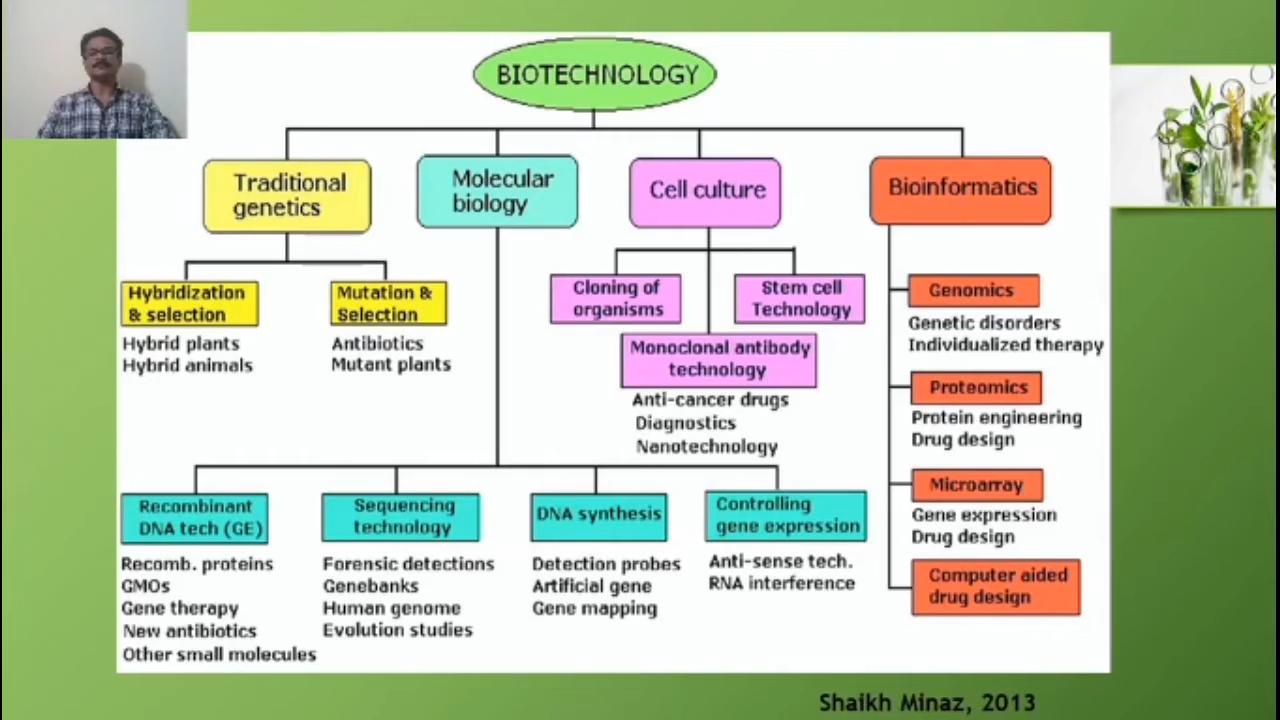 BIOTECHNOLOGY
Traditional
genetics
Molecular
biology
Cell culture
Bioinformatics
Hybridization
& selection
Hybrid plants
Hybrid animals
Mutation &
Selection
Antibiotics
Mutant plants
Cloning of
organisms
Stem cell
Technology
Monoclonal antibody
technology
Anti-cancer drugs
Diagnostics
Nanotechnology
Genomics
Genetic disorders
Individualized therapy
Proteomics
Protein engineering
Drug design
Microarray
Gene expression
Drug design
Computer aided
drug design
Recombinant
DNA tech (GE)
Recomb. proteins
GMOs
Gene therapy
New antibiotics
Other small molecules
Sequencing
technology
Forensic detections
Genebanks
Human genome
Evolution studies
DNA synthesis
Detection probes
Artificial gene
Gene mapping
Controlling
gene expression
Anti-sense tech.
RNA interference
Shaikh Minaz, 2013